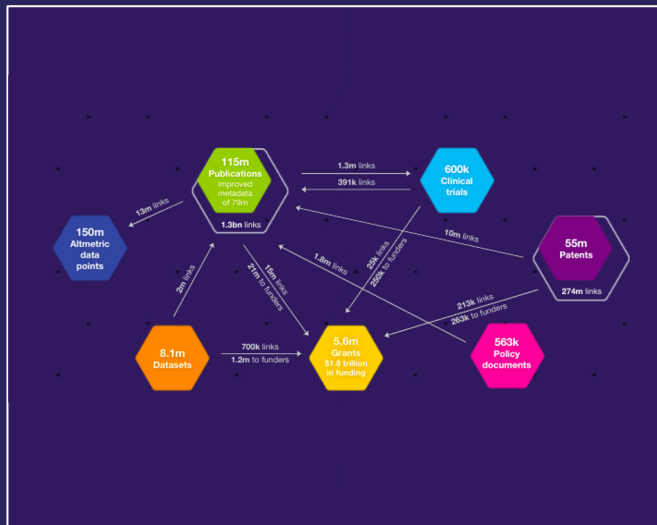 115m
Publications
improved
metadata
of 79m
1.3bn links
1.3m links
391k links
600k
Clinical
trials
13m links
150m
Altmetric
data
points
10m links
55m
Patents
274m links
2m links
15m links
21m to funders
25k links
250k to funders
1.8m links
213k links
263k to funders
8.1m
Datasets
700k links
1.2m to funders
5.6m
Grants
$1.8 trillion
in funding
563k
Policy
documents